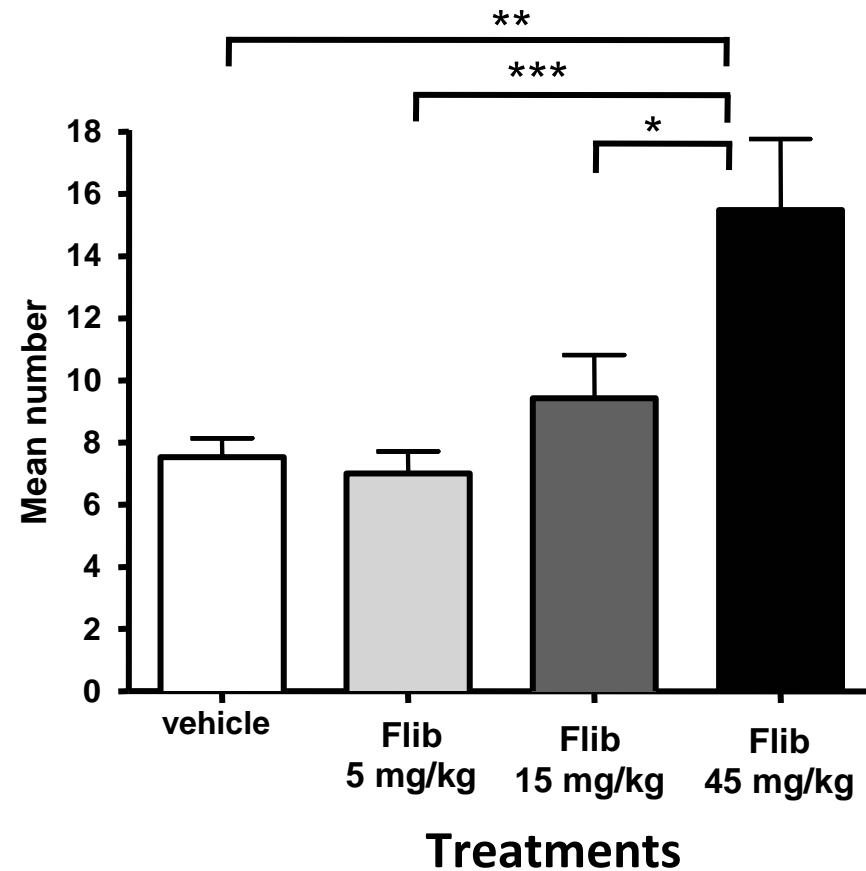 **
***
*
18
16
14
12
10
8
6
4
2
0
Mean number
vehicle
Flib
5 mg/kg
Flib
15 mg/kg
Flib
45 mg/kg
Treatments